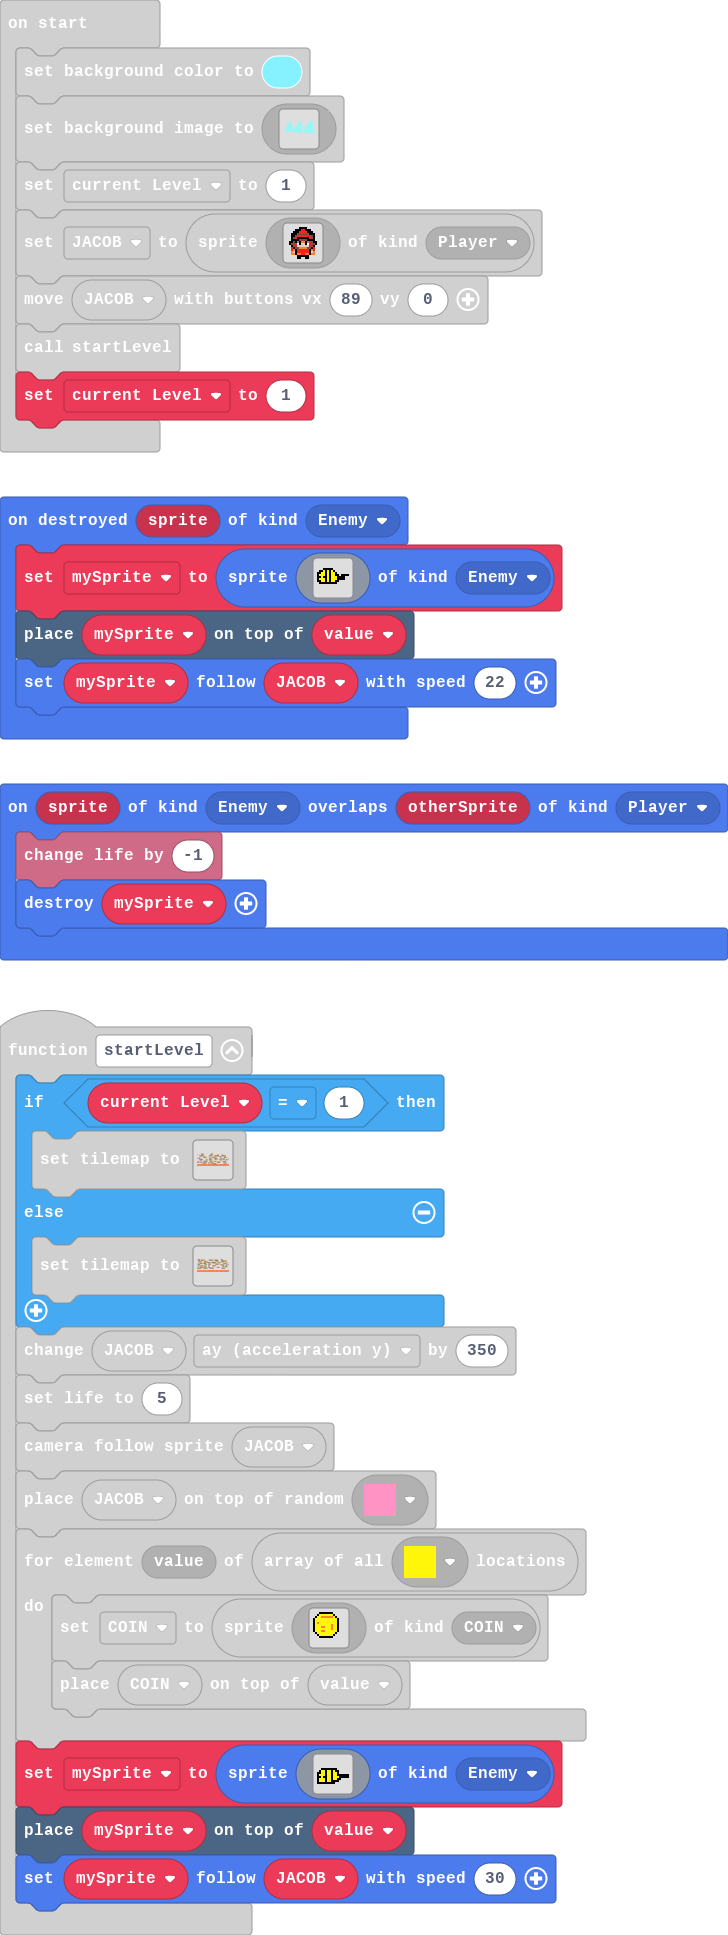 on start
set background color to
set background image to
set current Level to 1
set JACOB to sprite of kind Player
move JACOB with buttons vx 89 vy 0
call startLevel
set current Level to 1
on destroyed sprite of kind Enemy
set mySprite to sprite of kind Enemy
place mySprite on top of value
set mySprite follow JACOB with speed 22
on sprite of kind Enemy overlaps otherSprite of kind Player
change life by -1
destroy mySprite
function startLevel
if current Level = 1 then
set tilemap to
else
set tilemap to
change JACOB ay (acceleration y) by 350
set life to 5
camera follow sprite JACOB
place JACOB on top of random
for element value of array of all locations
do
set COIN to sprite of kind COIN
place COIN on top of value
set mySprite to sprite of kind Enemy
place mySprite on top of value
set mySprite follow JACOB with speed 30